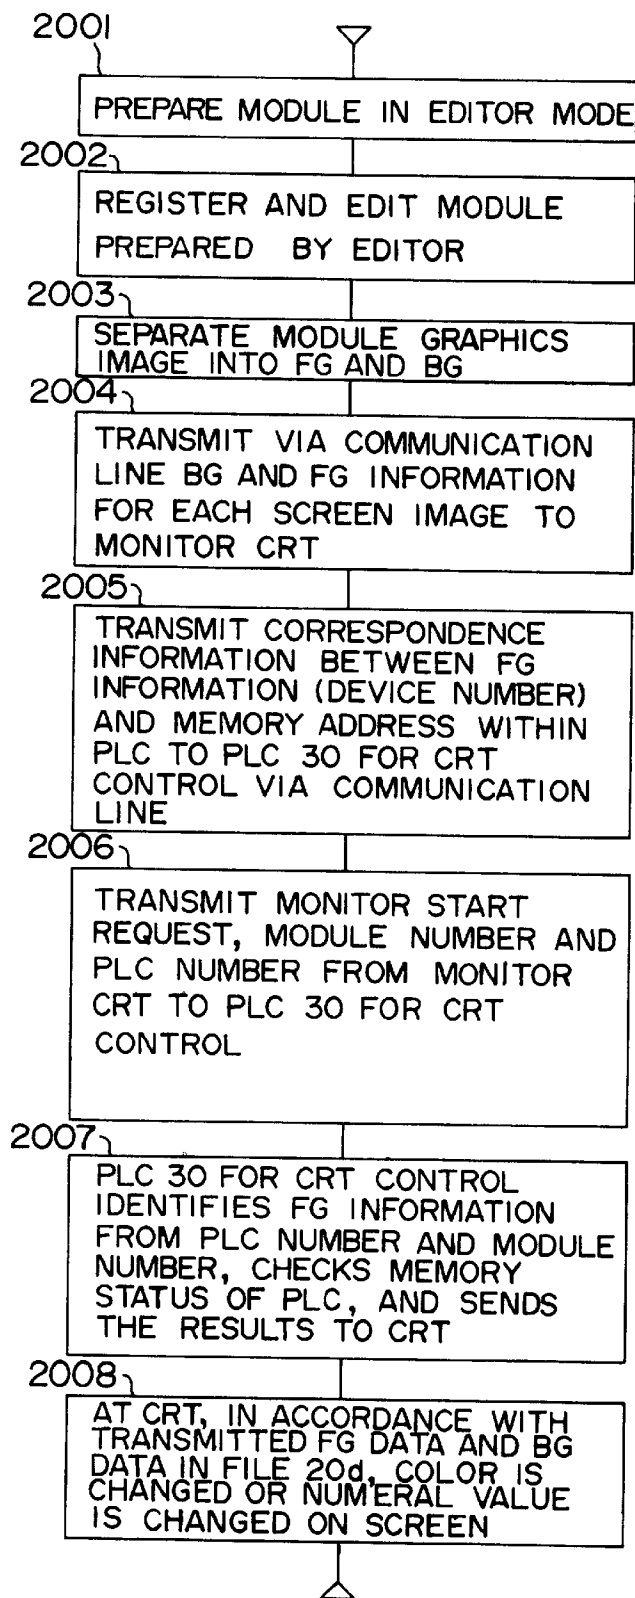 2001
PREPARE MODULE IN EDITOR MODE
2002
REGISTER AND EDIT MODULE
PREPARED BY EDITOR
2003
SEPARATE MODULE GRAPHICS
IMAGE INTO FG AND BG
2004
TRANSMIT VIA COMMUNICATION
LINE BG AND FG INFORMATION
FOR EACH SCREEN IMAGE TO
MONITOR CRT
2005
TRANSMIT CORRESPONDENCE
INFORMATION BETWEEN FG
INFORMATION (DEVICE NUMBER)
AND MEMORY ADDRESS WITHIN
PLC TO PLC 30 FOR CRT
CONTROL VIA COMMUNICATION
LINE
2006
TRANSMIT MONITOR START
REQUEST, MODULE NUMBER AND
PLC NUMBER FROM MONITOR
CRT TO PLC 30 FOR CRT
CONTROL
2007
PLC 30 FOR CRT CONTROL
IDENTIFIES FG INFORMATION
FROM PLC NUMBER AND MODULE
NUMBER, CHECKS MEMORY
STATUS OF PLC, AND SENDS
THE RESULTS TO CRT
2008
AT CRT, IN ACCORDANCE WITH
TRANSMITTED FG DATA AND BG
DATA IN FILE 20d, COLOR IS
CHANGED OR NUMERAL VALUE
IS CHANGED ON SCREEN